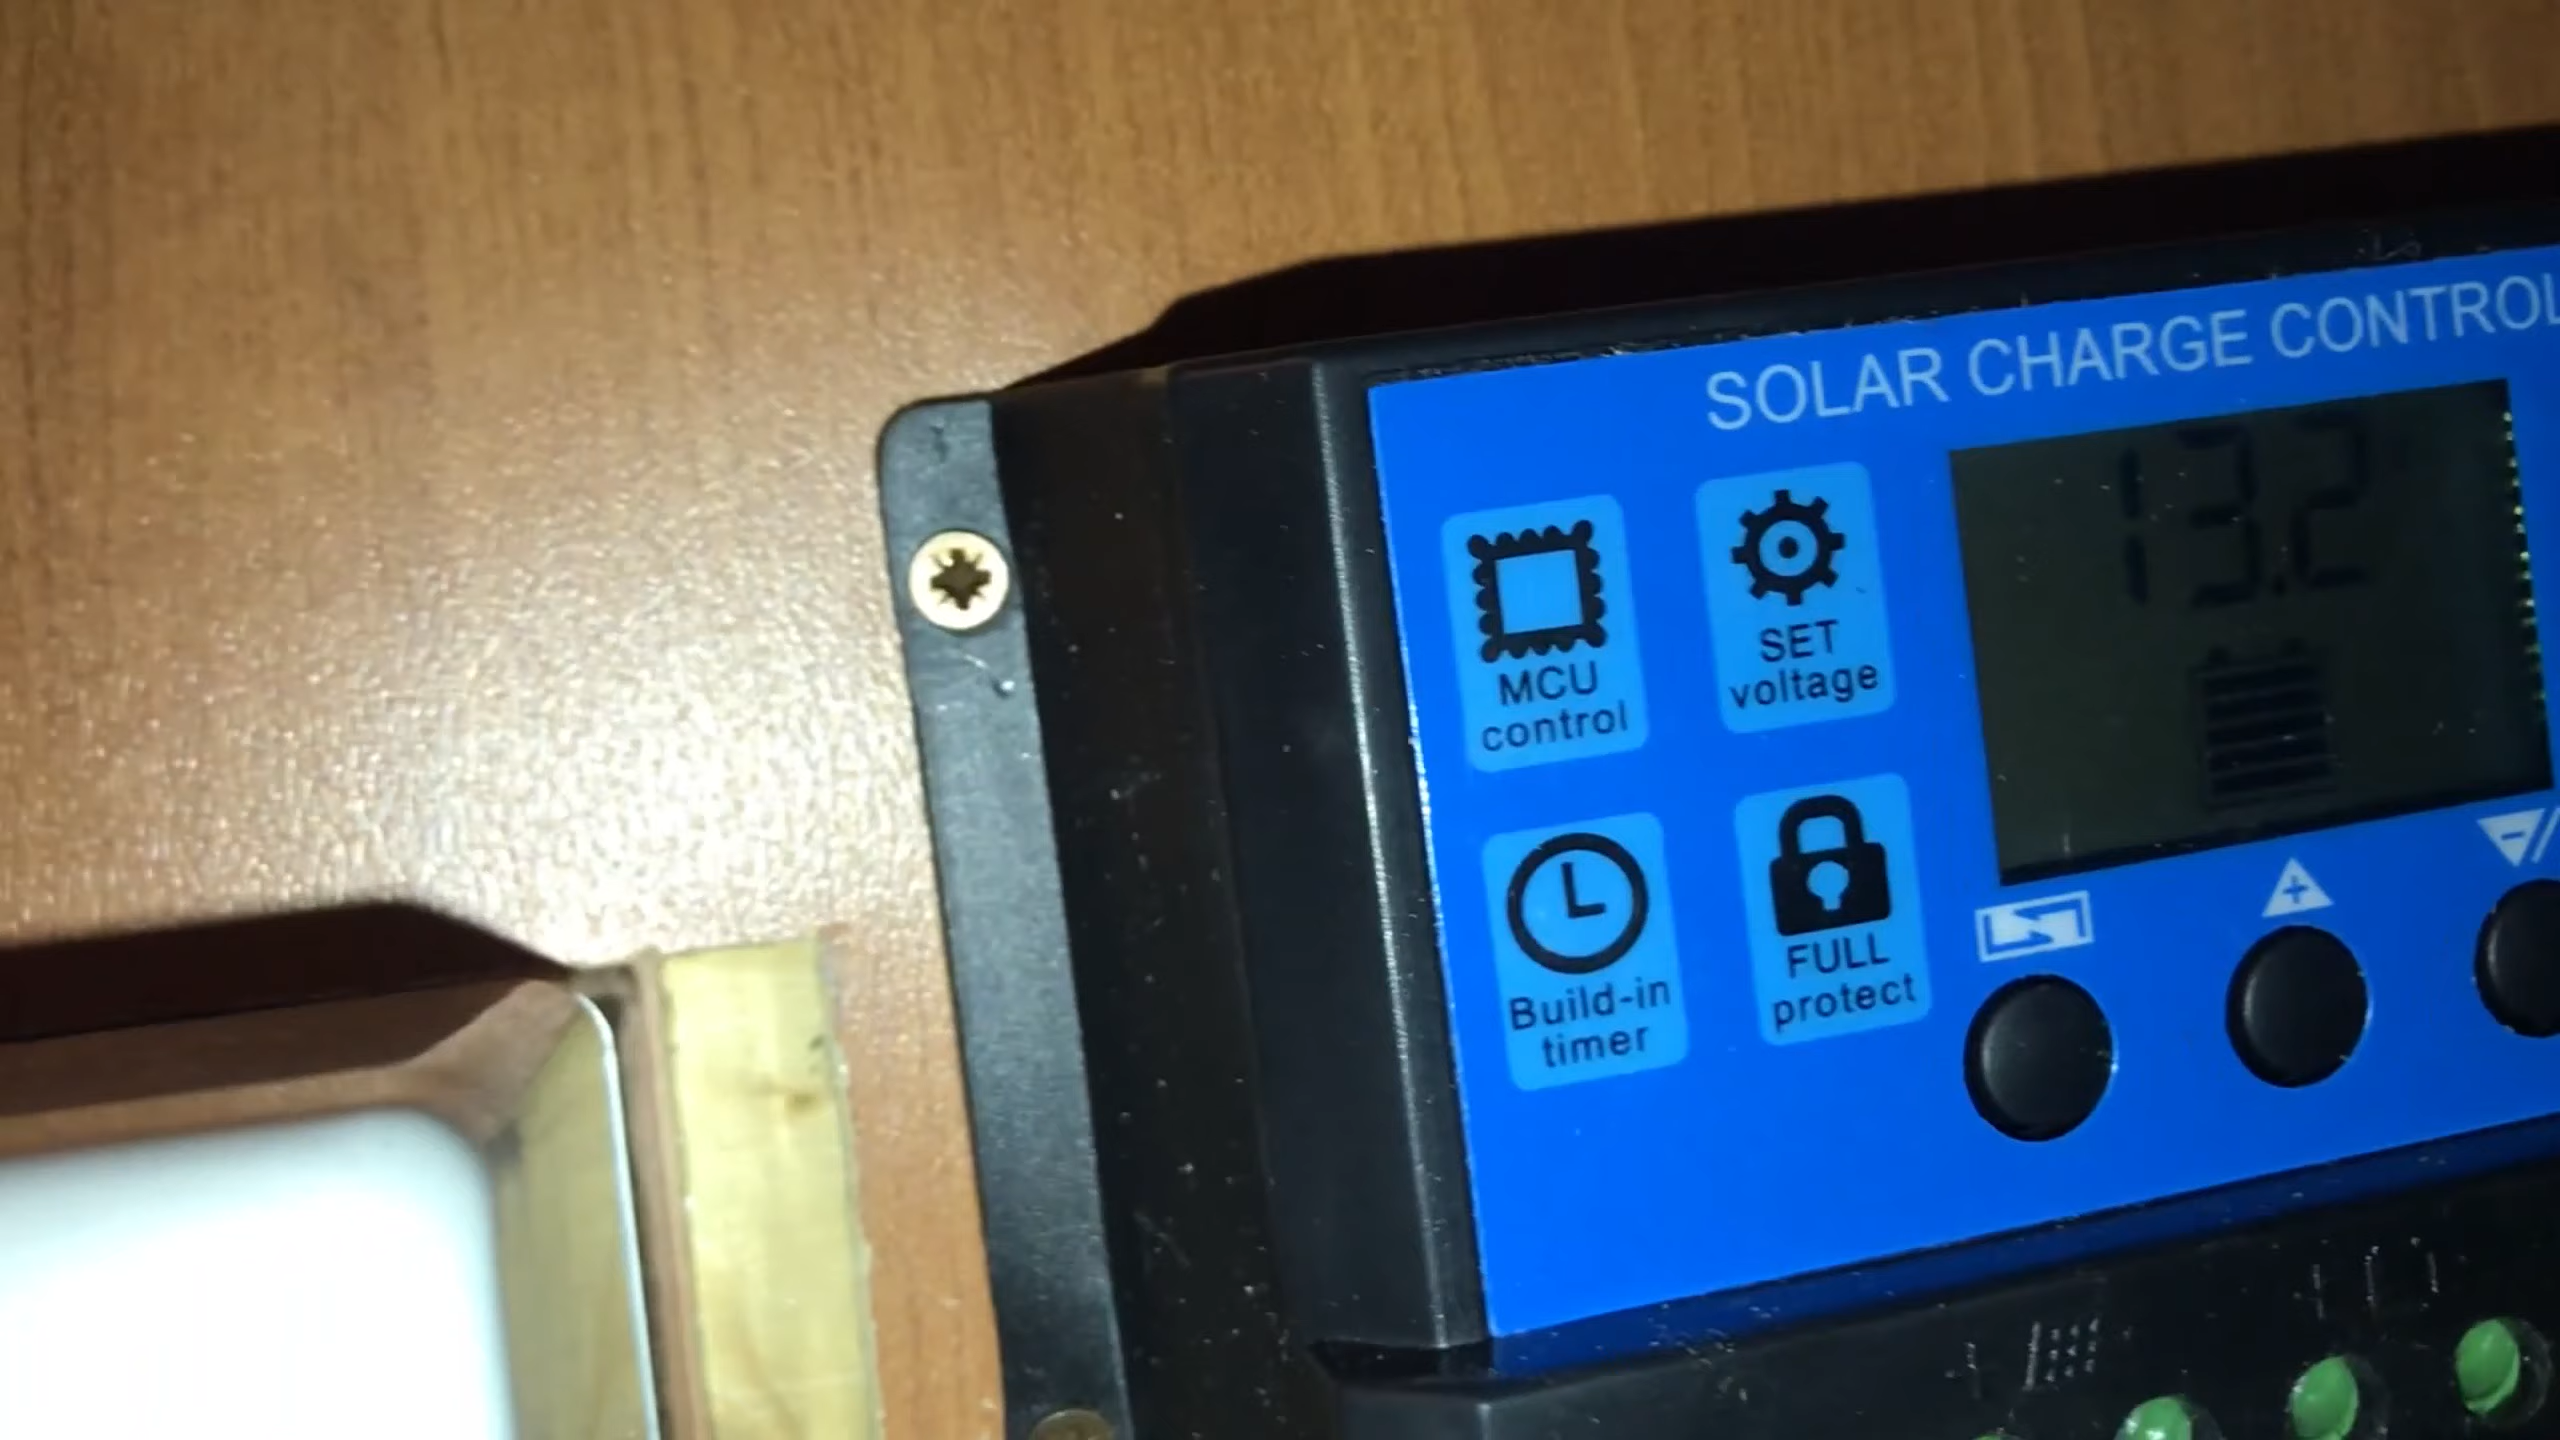 SOLAR CHARGE CONTROL
13.2
MCU
control
SET
voltage
Build-in
timer
FULL
protect